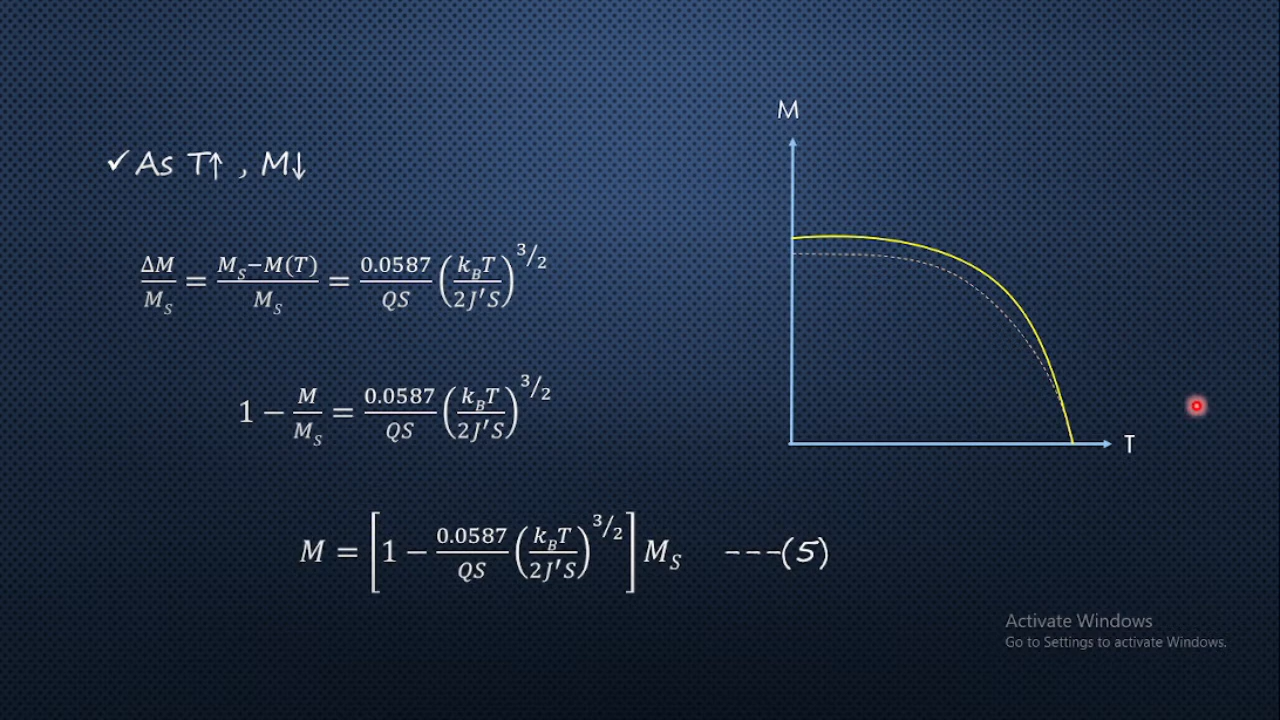 M
✓ As T↑ , M↓
ΔM/M_S = (M_S−M(T))/M_S = 0.0587/QS (k_BT/2J′S)^3/2
1 − M/M_S = 0.0587/QS (k_BT/2J′S)^3/2
T
M = [1 − 0.0587/QS (k_BT/2J′S)^3/2] M_S ---(5)
Activate Windows
Go to Settings to activate Windows.